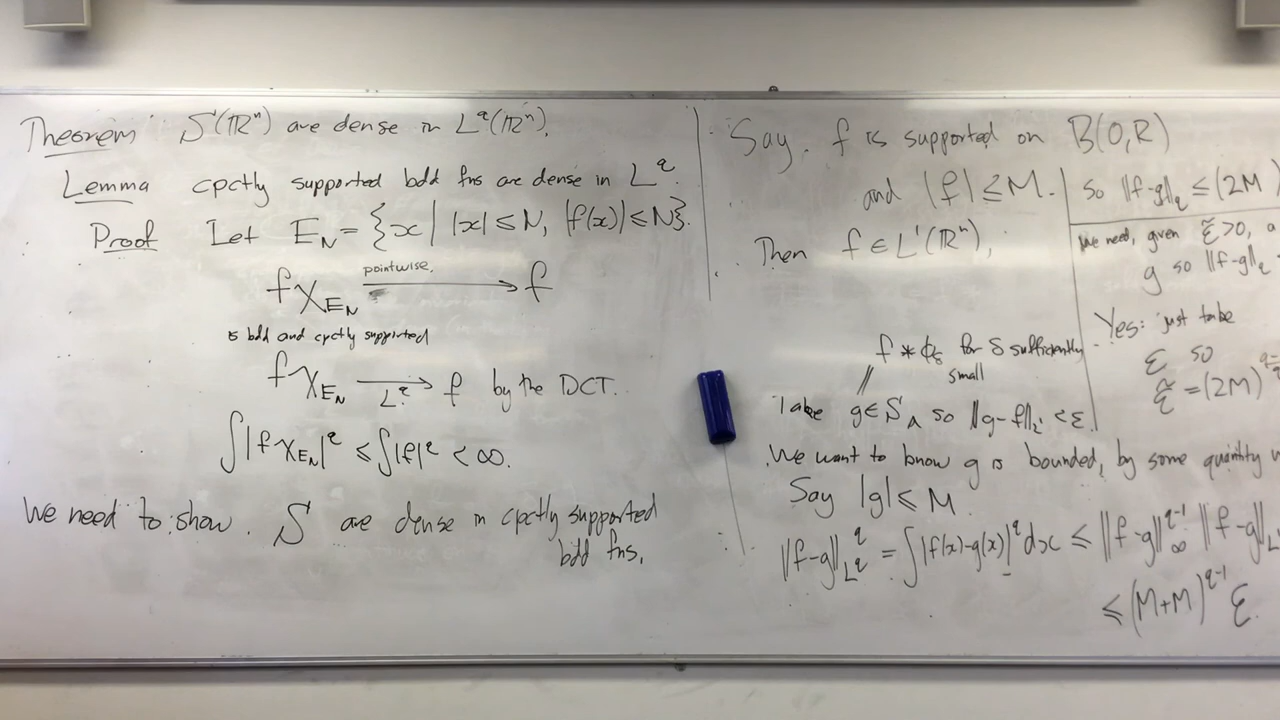 Theorem: S(ℝⁿ) are dense in L^q(ℝⁿ).
Lemma cpctly supported bdd fns are dense in L^q.
Proof Let E_N = {x | |x| ≤ N, |f(x)| ≤ N}.
fχ_{E_N} pointwise. → f
is bdd and cpctly supported
fχ_{E_N} → L^q f by the DCT.
∫|fχ_{E_N}|^q ≤ ∫|f|^q < ∞.
We need to show. S are dense in cpctly supported
bdd fns.
Say. f is supported on B(0,R)
and |f| ≤ M.
Then f ∈ L¹(ℝⁿ),
f * ϕ_δ for δ sufficiently
small
Take g ∈ S so ||g-f||_{L¹} < ε.
We want to know g is bounded, by some quantity
Say |g| ≤ M
||f-g||_{L^q}^q = ∫|f(x)-g(x)|^q dx ≤ ||f-g||_∞^{q-1} ||f-g||_L
≤ (M+M)^{q-1} ε.
so ||f-g||_q ≤ (2M)
We need, given ε̃>0, a
g so ||f-g||_q
Yes: just take
ε so
ε̃ = (2M)